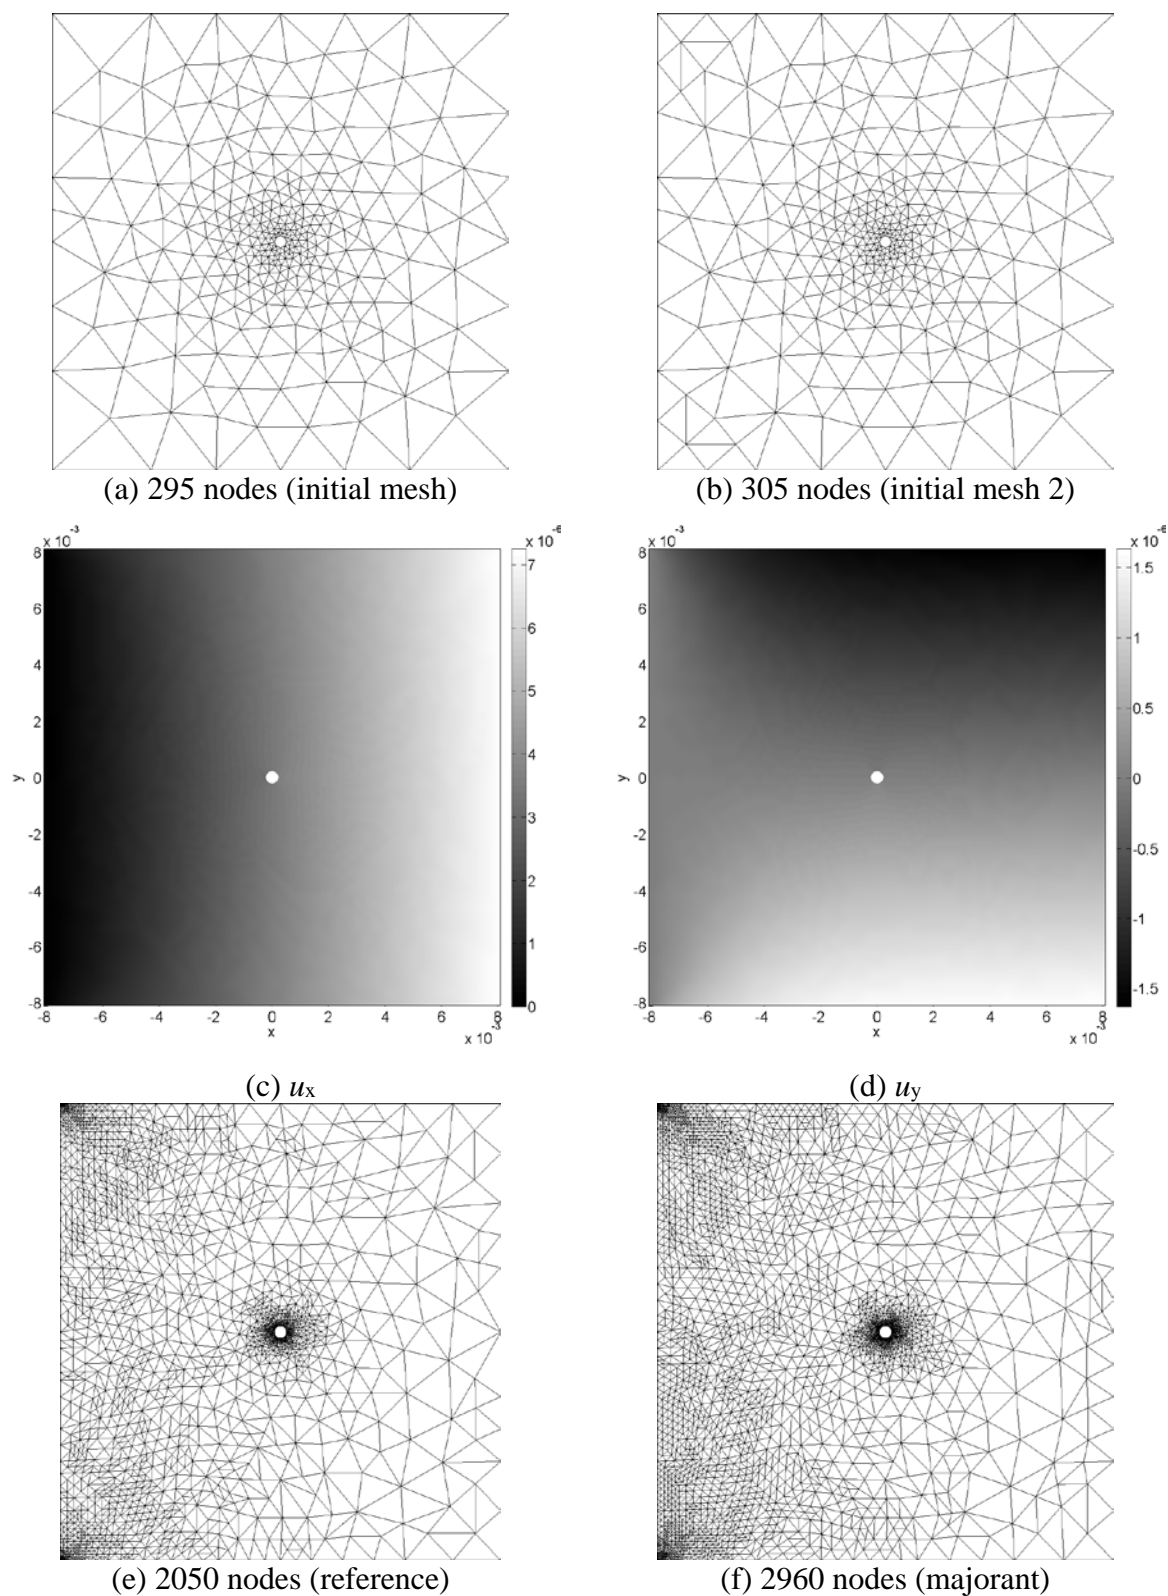 (a) 295 nodes (initial mesh)
(b) 305 nodes (initial mesh 2)
x 10⁻³
8
6
4
2
y 0
-2
-4
-6
-8
-8 -6 -4 -2 0 2 4 6 8
x
x 10⁻³
x 10⁻⁶
7
6
5
4
3
2
1
0
x 10⁻³
8
6
4
2
y 0
-2
-4
-6
-8
-8 -6 -4 -2 0 2 4 6 8
x
x 10⁻³
x 10⁻⁶
1.5
1
0.5
0
-0.5
-1
-1.5
(c) uₓ
(d) u_y
(e) 2050 nodes (reference)
(f) 2960 nodes (majorant)